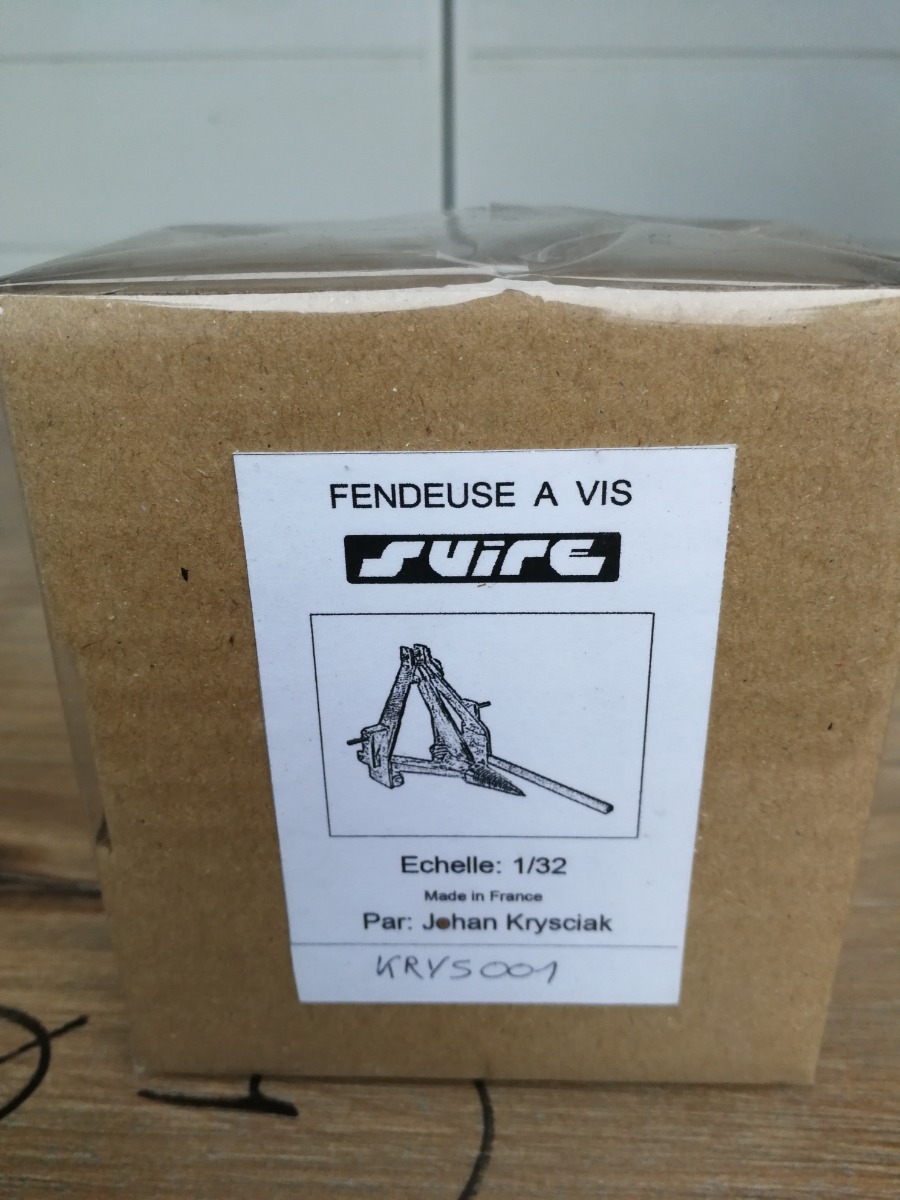 FENDEUSE A VIS
suire
Echelle: 1/32
Made in France
Par: Johan Krysciak
KRYS001